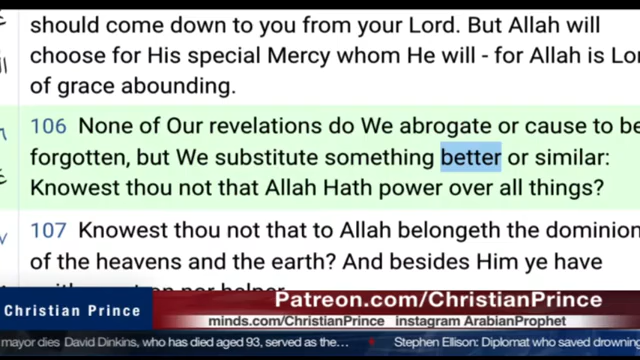 should come down to you from your Lord. But Allah will
choose for His special Mercy whom He will - for Allah is Lor
of grace abounding.
106 None of Our revelations do We abrogate or cause to be
forgotten, but We substitute something better or similar:
Knowest thou not that Allah Hath power over all things?
107 Knowest thou not that to Allah belongeth the dominion
of the heavens and the earth? And besides Him ye have
nor helper
Christian Prince
Patreon.com/ChristianPrince
minds.com/ChristianPrince instagram ArabianProphet
mayor dies David Dinkins, who has died aged 93, served as the... Stephen Ellison: Diplomat who saved drowning